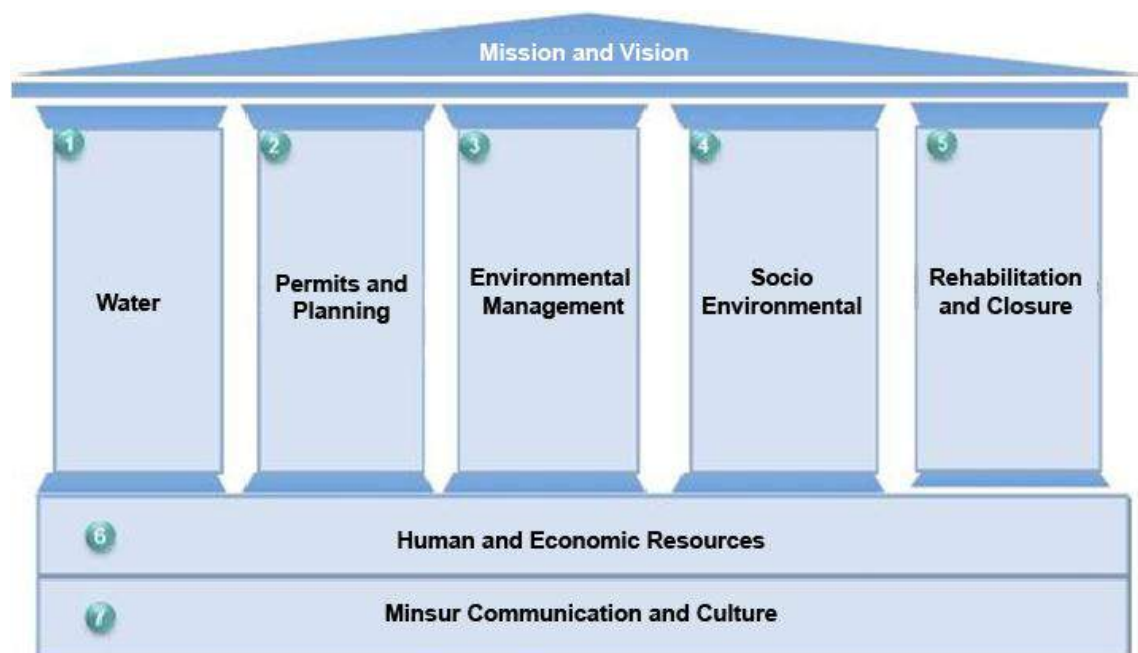 Mission and Vision
1
2
3
4
5
Water
Permits and
Planning
Environmental
Management
Socio
Environmental
Rehabilitation
and Closure
6
Human and Economic Resources
7
Minsur Communication and Culture